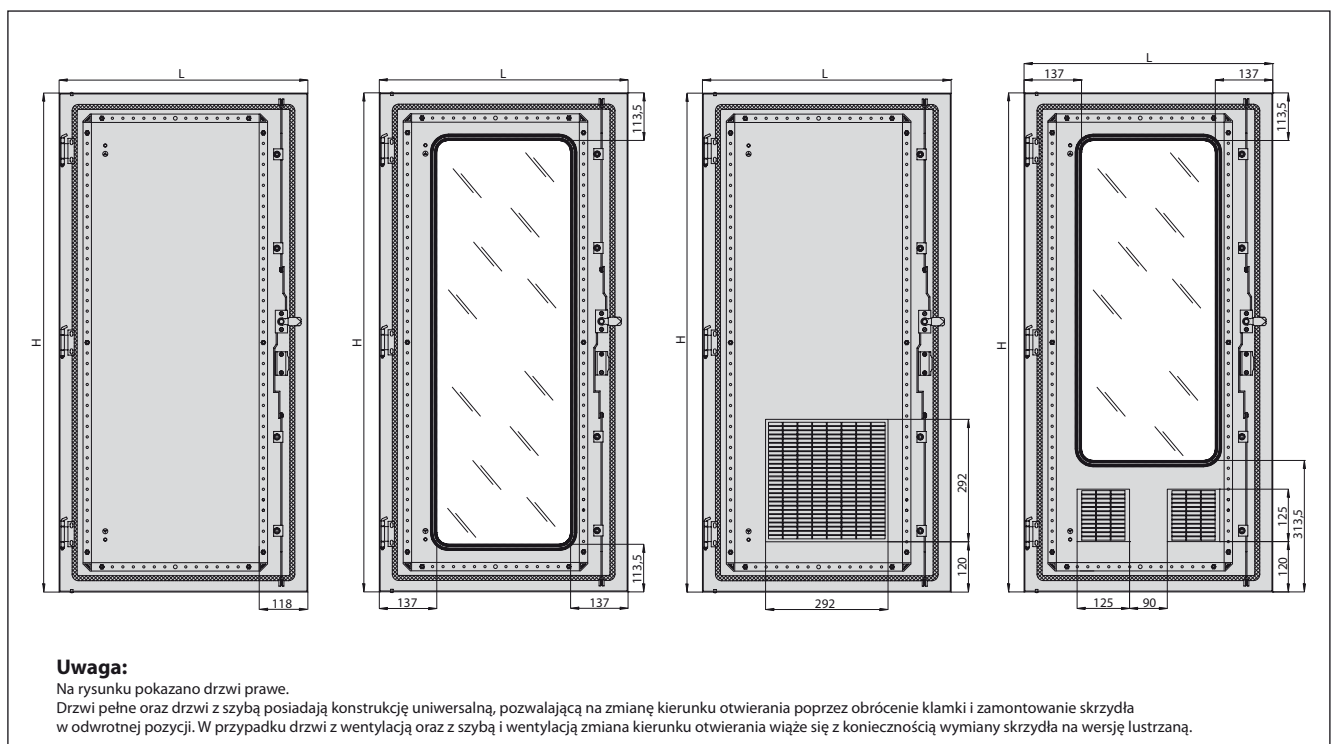 L
H
118
L
H
113,5
113,5
137
137
L
H
292
120
292
L
137
137
H
113,5
125
313,5
120
125
90
Uwaga:
Na rysunku pokazano drzwi prawe.
Drzwi pełne oraz drzwi z szybą posiadają konstrukcję uniwersalną, pozwalającą na zmianę kierunku otwierania poprzez obrócenie klamki i zamontowanie skrzydła
w odwrotnej pozycji. W przypadku drzwi z wentylacją oraz z szybą i wentylacją zmiana kierunku otwierania wiąże się z koniecznością wymiany skrzydła na wersję lustrzaną.